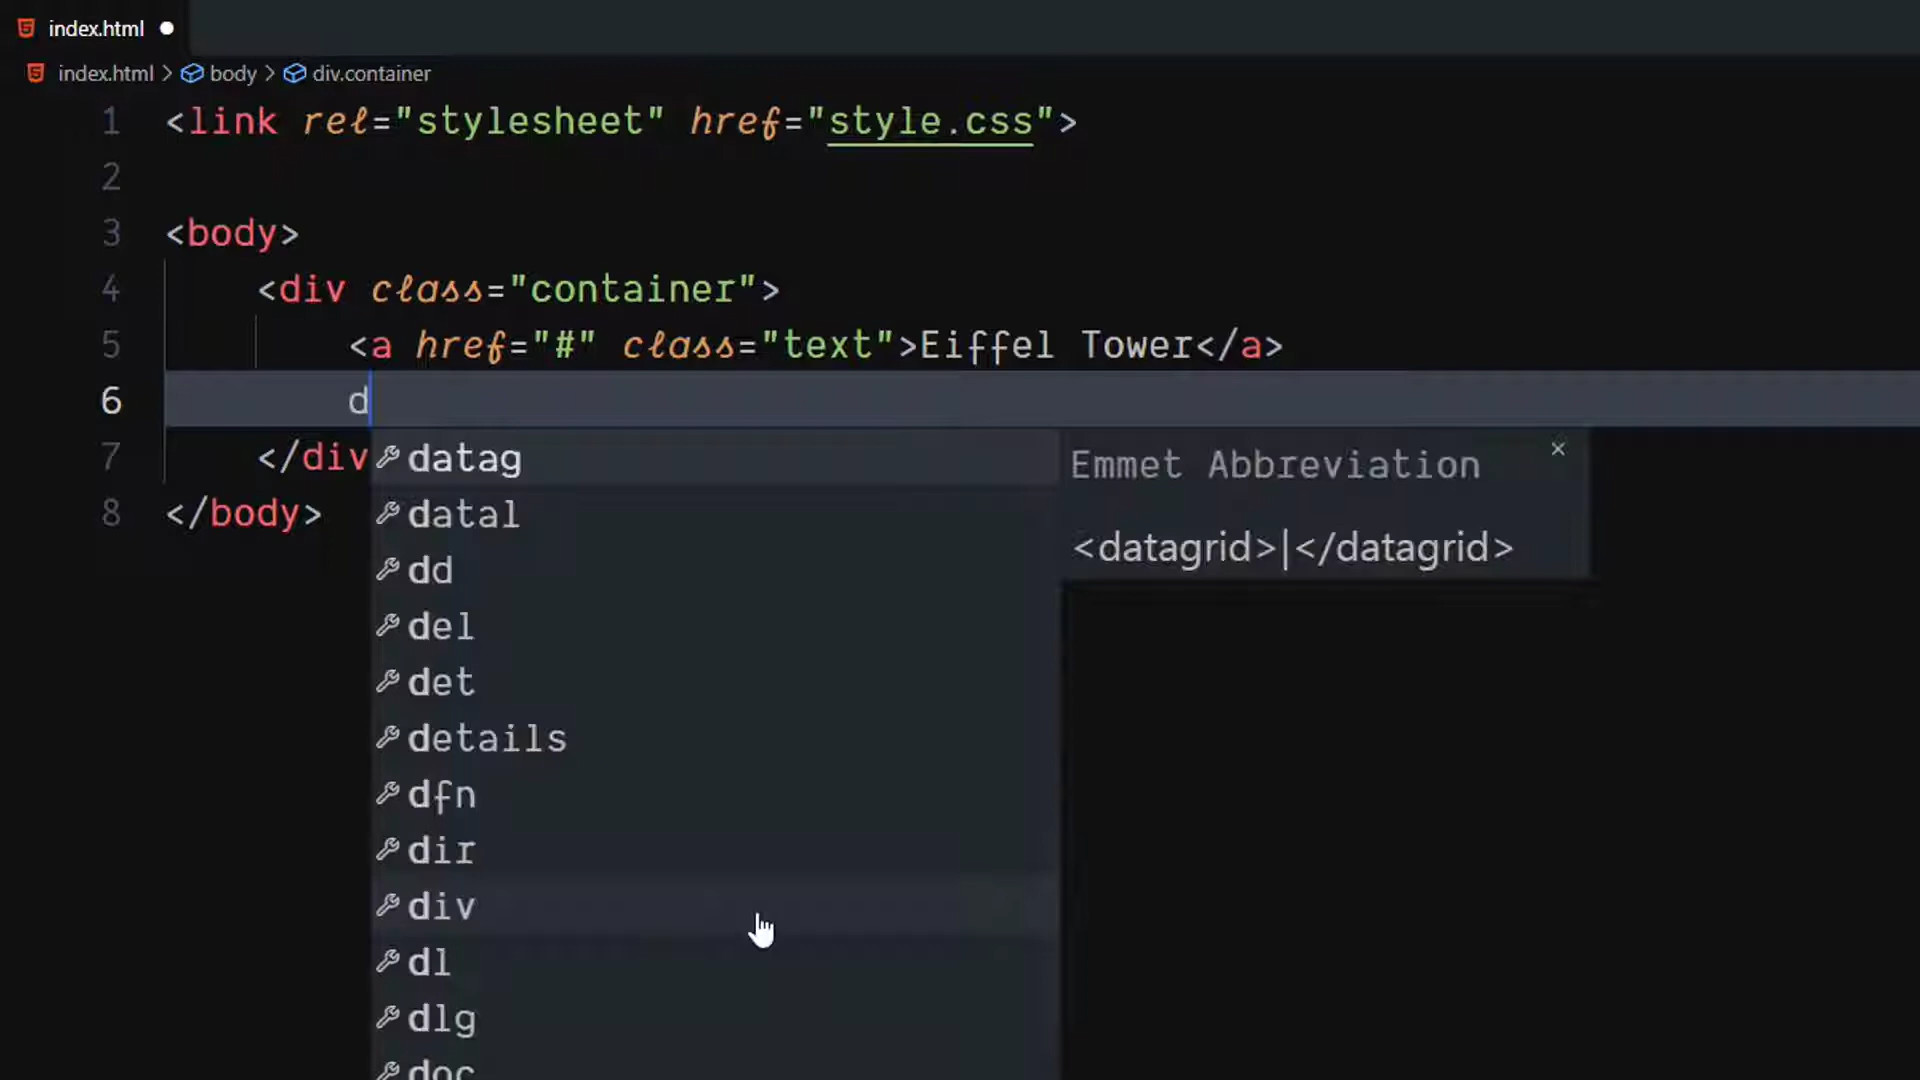 index.html
index.html > body > div.container
1 <link rel="stylesheet" href="style.css">
2
3 <body>
4 <div class="container">
5 <a href="#" class="text">Eiffel Tower</a>
6 d
7 </div
8 </body>
datag
datal
dd
del
det
details
dfn
dir
div
dl
dlg
doc
Emmet Abbreviation ×
<datagrid>|</datagrid>